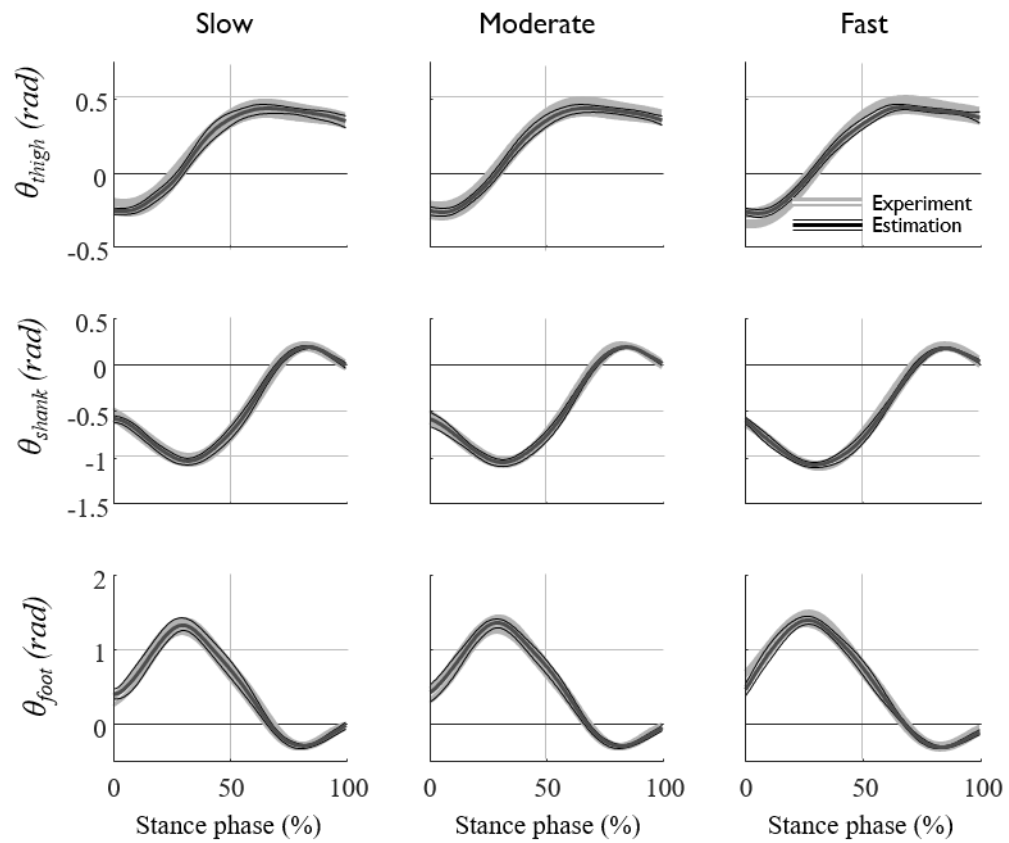 Slow Moderate Fast
θthigh (rad)
0.5
0
-0.5
Experiment
Estimation
θshank (rad)
0.5
0
-0.5
-1
-1.5
θfoot (rad)
2
1
0
0 50 100 0 50 100 0 50 100
Stance phase (%) Stance phase (%) Stance phase (%)